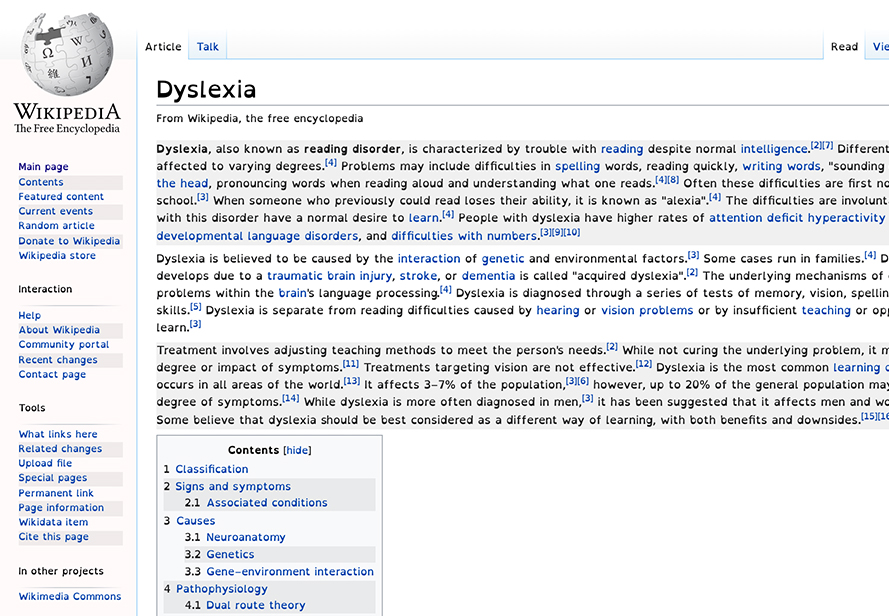 WIKIPEDIA
The Free Encyclopedia
Main page
Contents
Featured content
Current events
Random article
Donate to Wikipedia
Wikipedia store
Interaction
Help
About Wikipedia
Community portal
Recent changes
Contact page
Tools
What links here
Related changes
Upload file
Special pages
Permanent link
Page information
Wikidata item
Cite this page
In other projects
Wikimedia Commons
Article Talk Read
Dyslexia
From Wikipedia, the free encyclopedia
Dyslexia, also known as reading disorder, is characterized by trouble with reading despite normal intelligence.[2][7] Different
affected to varying degrees.[4] Problems may include difficulties in spelling words, reading quickly, writing words, "sounding
the head, pronouncing words when reading aloud and understanding what one reads.[4][8] Often these difficulties are first
school.[3] When someone who previously could read loses their ability, it is known as "alexia".[4] The difficulties are
with this disorder have a normal desire to learn.[4] People with dyslexia have higher rates of attention deficit hyperactivity
developmental language disorders, and difficulties with numbers.[3][9][10]
Dyslexia is believed to be caused by the interaction of genetic and environmental factors.[3] Some cases run in families.[4]
develops due to a traumatic brain injury, stroke, or dementia is called "acquired dyslexia".[2] The underlying mechanisms of
problems within the brain's language processing.[4] Dyslexia is diagnosed through a series of tests of memory, vision,
skills.[5] Dyslexia is separate from reading difficulties caused by hearing or vision problems or by insufficient teaching or
learn.[3]
Treatment involves adjusting teaching methods to meet the person's needs.[2] While not curing the underlying problem, it
degree or impact of symptoms.[11] Treatments targeting vision are not effective.[12] Dyslexia is the most common learning
occurs in all areas of the world.[13] It affects 3–7% of the population,[3][6] however, up to 20% of the general population may
degree of symptoms.[14] While dyslexia is more often diagnosed in men,[3] it has been suggested that it affects men and
Some believe that dyslexia should be best considered as a different way of learning, with both benefits and downsides.[15]
Contents [hide]
1 Classification
2 Signs and symptoms
2.1 Associated conditions
3 Causes
3.1 Neuroanatomy
3.2 Genetics
3.3 Gene–environment interaction
4 Pathophysiology
4.1 Dual route theory